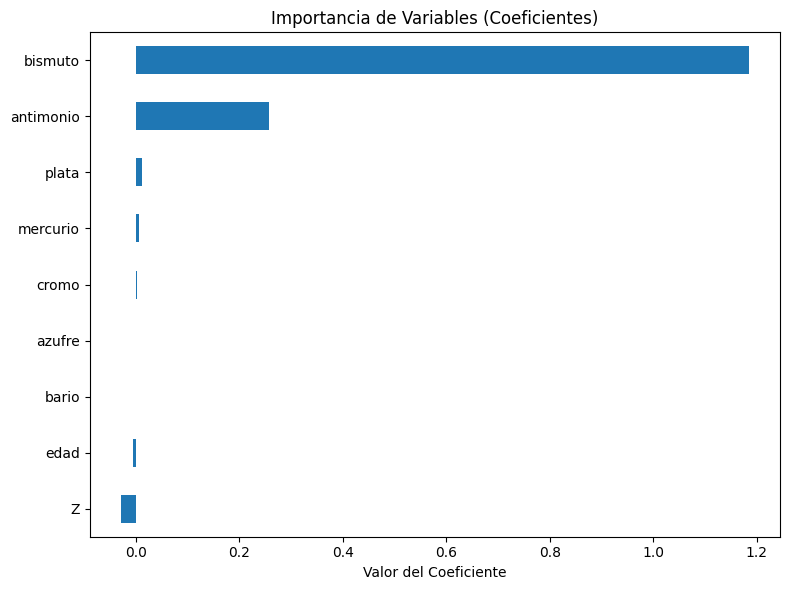 Importancia de Variables (Coeficientes)
bismuto
antimonio
plata
mercurio
cromo
azufre
bario
edad
Z
0.0 0.2 0.4 0.6 0.8 1.0 1.2
Valor del Coeficiente